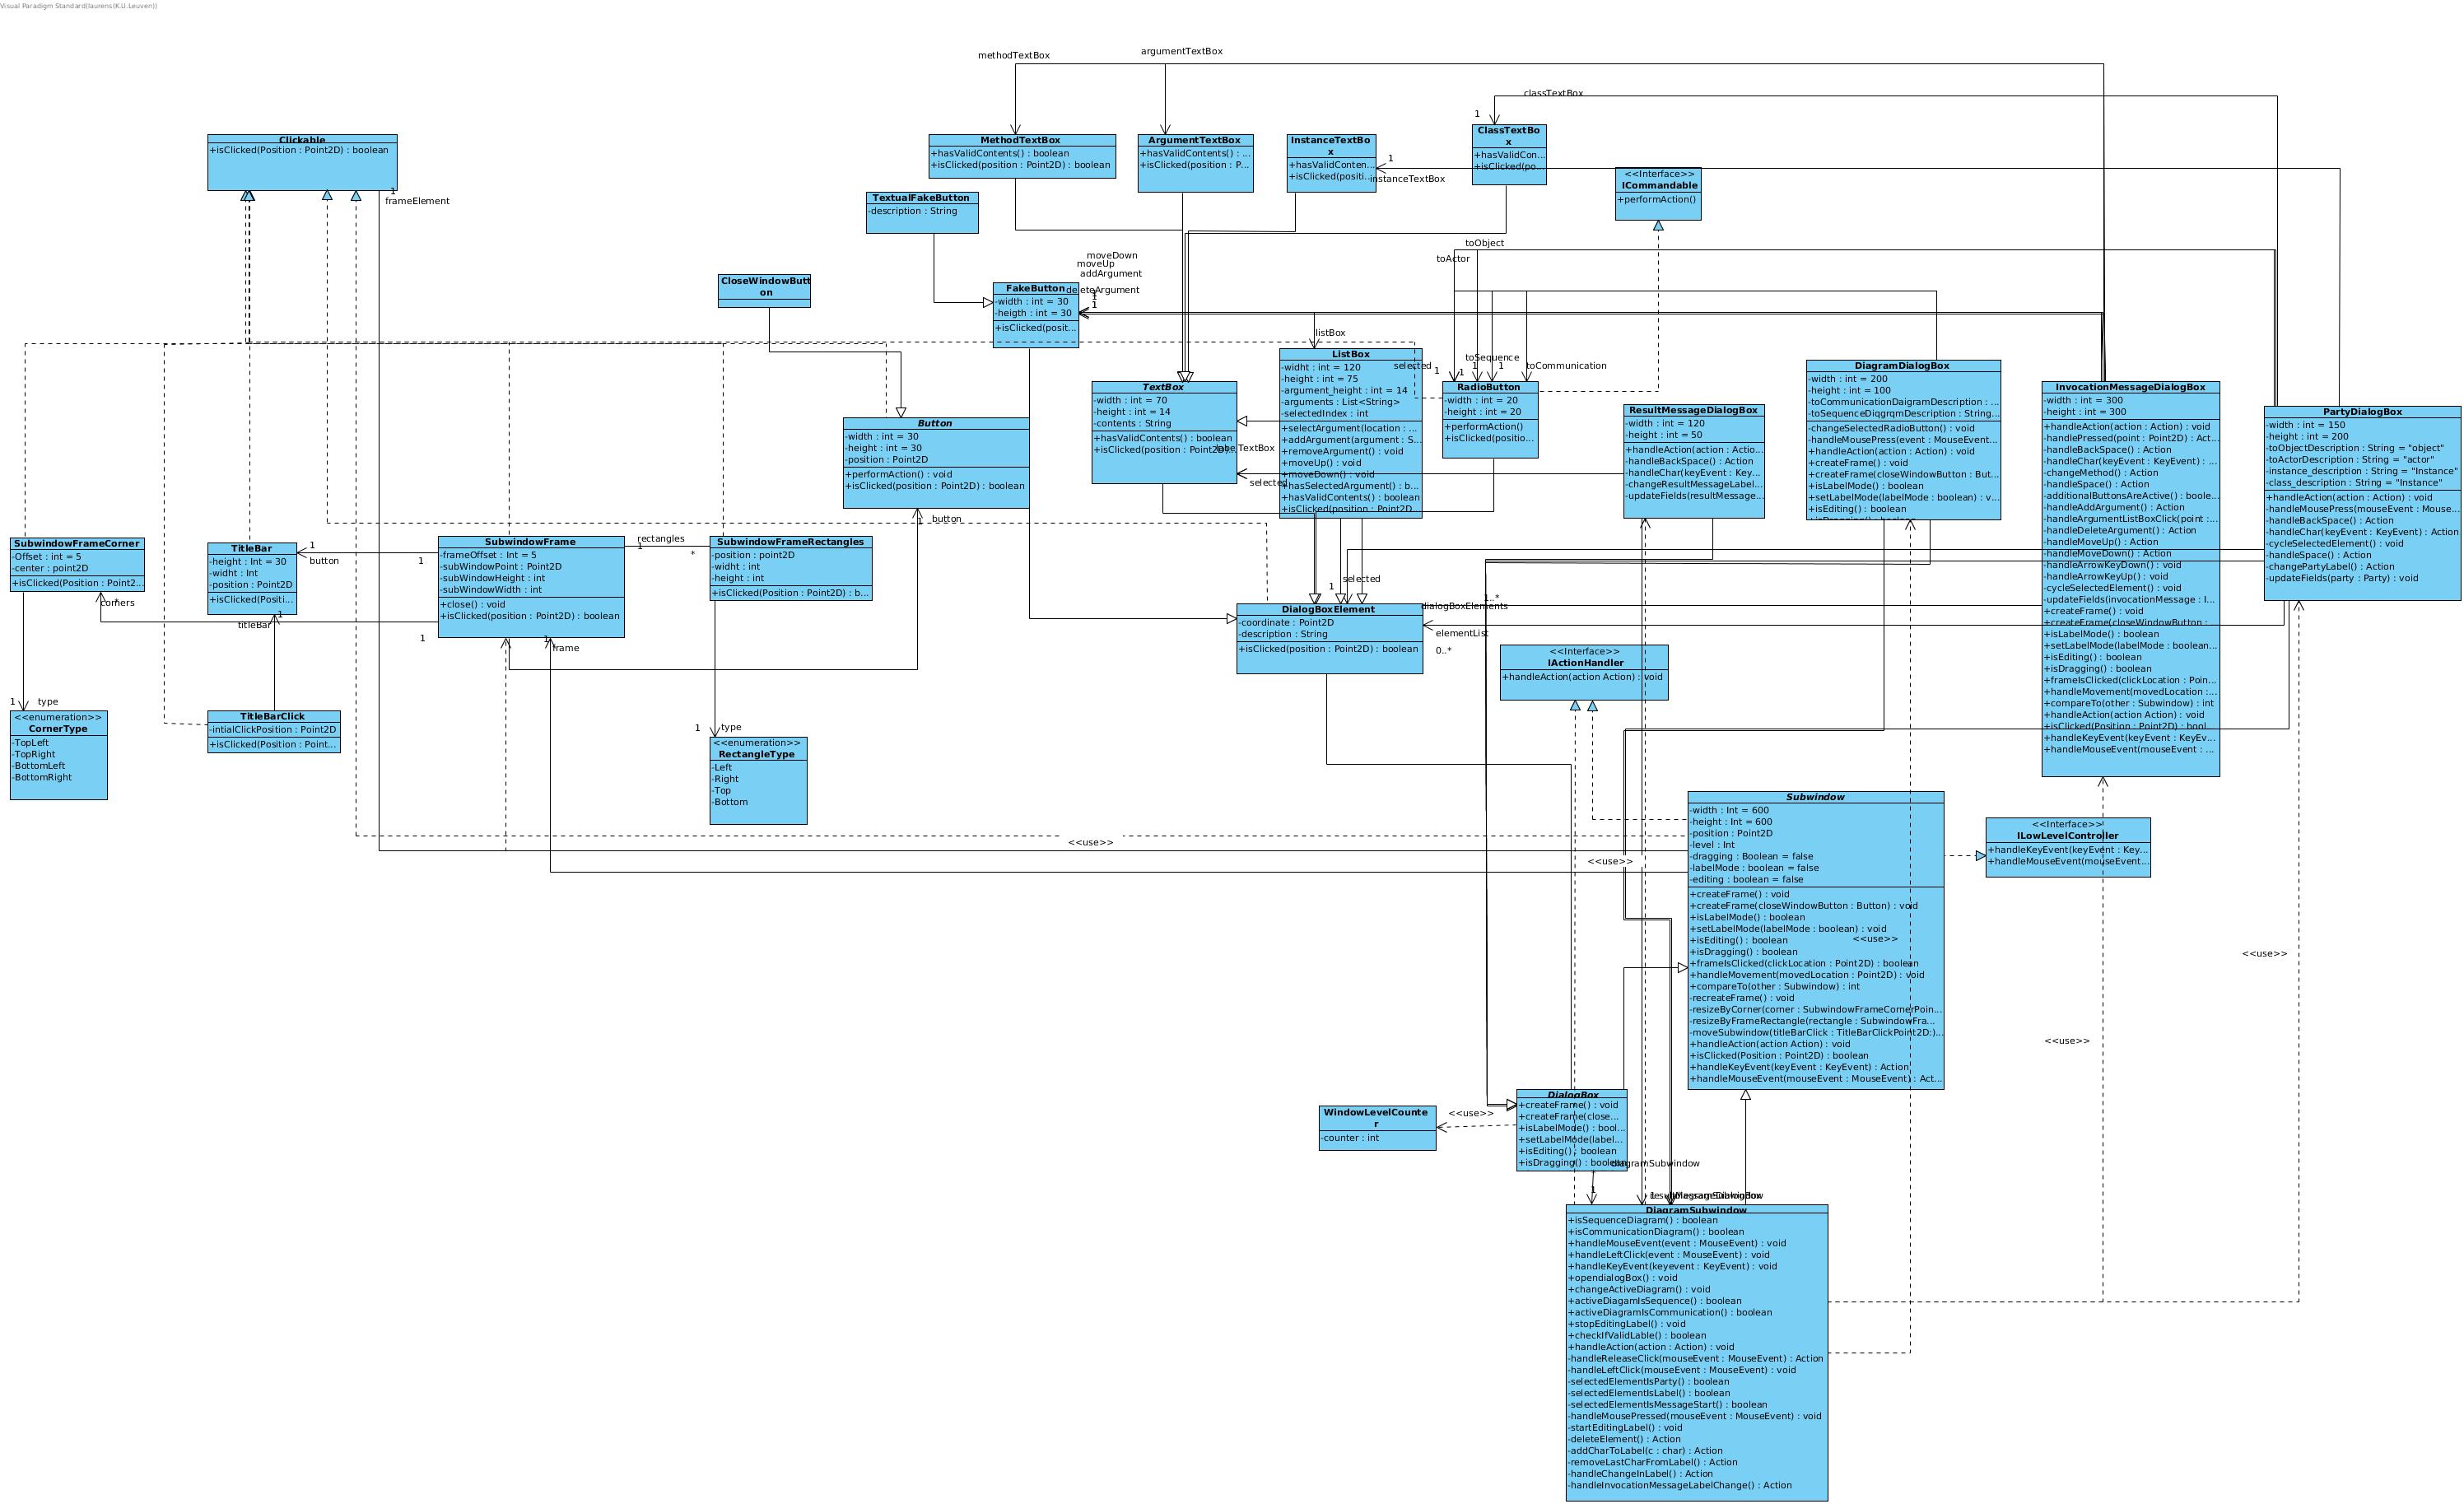 Visual Paradigm Standard(laurens(K.U.Leuven))
methodTextBox
argumentTextBox
classTextBox
1
Clickable
+isClicked(Position : Point2D) : boolean
1
frameElement
MethodTextBox
+hasValidContents() : boolean
+isClicked(position : Point2D) : boolean
ArgumentTextBox
+hasValidContents() : ...
+isClicked(position : P...
InstanceTextBo
x
+hasValidConten...
+isClicked(positi...
1
instanceTextBox
ClassTextBo
x
+hasValidCon...
+isClicked(po...
<<Interface>>
ICommandable
+performAction()
TextualFakeButton
-description : String
toObject
toActor
moveDown
moveUp
addArgument
deleteArgument
1
1
CloseWindowButt
on
FakeButton
-width : int = 30
-heigth : int = 30
+isClicked(posit...
listBox
ListBox
-widht : int = 120
-height : int = 75
-argument_height : int = 14
-arguments : List<String>
-selectedIndex : int
+selectArgument(location : ...
+addArgument(argument : S...
+removeArgument() : void
+moveUp() : void
+moveDown() : void
+hasSelectedArgument() : b...
+hasValidContents() : boolean
+isClicked(position : Point2D...
selected
1
toSequence
1
1
1
toCommunication
TextBox
-width : int = 70
-height : int = 14
-contents : String
+hasValidContents() : boolean
+isClicked(position : Point2D)...
selected
RadioButton
-width : int = 20
-height : int = 20
+performAction()
+isClicked(positio...
ResultMessageDialogBox
-width : int = 120
-height : int = 50
+handleAction(action : Actio...
-handleBackSpace() : Action
-handleChar(keyEvent : Key...
-changeResultMessageLabel...
-updateFields(resultMessage...
DiagramDialogBox
-width : int = 200
-height : int = 100
-toCommunicationDaigramDescription : ...
-toSequenceDiqgrqmDescription : String...
-changeSelectedRadioButton() : void
-handleMousePress(event : MouseEvent...
+handleAction(action : Action) : void
+createFrame() : void
+createFrame(closeWindowButton : But...
+isLabelMode() : boolean
+setLabelMode(labelMode : boolean) : v...
+isEditing() : boolean
InvocationMessageDialogBox
-width : int = 300
-height : int = 300
+handleAction(action : Action) : void
-handlePressed(point : Point2D) : Act...
-handleBackSpace() : Action
-handleChar(keyEvent : KeyEvent) : ...
-changeMethod() : Action
-handleSpace() : Action
-additionalButtonsAreActive() : boole...
-handleAddArgument() : Action
-handleArgumentListBoxClick(point :...
-handleDeleteArgument() : Action
-handleMoveUp() : Action
-handleMoveDown() : Action
-handleArrowKeyDown() : void
-handleArrowKeyUp() : void
-cycleSelectedElement() : void
-updateFields(invocationMessage : I...
+createFrame() : void
+createFrame(closeWindowButton : ...
+isLabelMode() : boolean
+setLabelMode(labelMode : boolean...
+isEditing() : boolean
+isDragging() : boolean
+frameIsClicked(clickLocation : Poin...
+handleMovement(movedLocation :...
+compareTo(other : Subwindow) : int
+handleAction(action Action) : void
+isClicked(Position : Point2D) : bool...
+handleKeyEvent(keyEvent : KeyEv...
+handleMouseEvent(mouseEvent : ...
PartyDialogBox
-width : int = 150
-height : int = 200
-toObjectDescription : String = "object"
-toActorDescription : String = "actor"
-instance_description : String = "Instance"
-class_description : String = "Instance"
+handleAction(action : Action) : void
-handleMousePress(mouseEvent : Mouse...
-handleBackSpace() : Action
-handleChar(keyEvent : KeyEvent) : Action
-cycleSelectedElement() : void
-handleSpace() : Action
-changePartyLabel() : Action
-updateFields(party : Party) : void
Button
-width : int = 30
-height : int = 30
-position : Point2D
+performAction() : void
+isClicked(position : Point2D) : boolean
1
button
SubwindowFrameCorner
-Offset : int = 5
-center : point2D
+isClicked(Position : Point2...
corners
*
TitleBar
-height : Int = 30
-widht : Int
-position : Point2D
+isClicked(Positi...
1
button
titleBar
1
SubwindowFrame
-frameOffset : Int = 5
-subWindowPoint : Point2D
-subWindowHeight : int
-subWindowWidth : int
+close() : void
+isClicked(position : Point2D) : boolean
1
1
rectangles
1
*
1
frame
SubwindowFrameRectangles
-position : point2D
-widht : int
-height : int
+isClicked(Position : Point2D) : b...
1
selected
DialogBoxElement
-coordinate : Point2D
-description : String
+isClicked(position : Point2D) : boolean
1..*
dialogBoxElements
elementList
0..*
<<Interface>>
IActionHandler
+handleAction(action Action) : void
1
type
<<enumeration>>
CornerType
-TopLeft
-TopRight
-BottomLeft
-BottomRight
TitleBarClick
-intialClickPosition : Point2D
+isClicked(Position : Point...
1
type
<<enumeration>>
RectangleType
-Left
-Right
-Top
-Bottom
<<use>>
<<use>>
Subwindow
-width : Int = 600
-height : Int = 600
-position : Point2D
-level : Int
-dragging : Boolean = false
-labelMode : boolean = false
-editing : boolean = false
+createFrame() : void
+createFrame(closeWindowButton : Button) : void
+isLabelMode() : boolean
+setLabelMode(labelMode : boolean) : void
+isEditing() : boolean
+isDragging() : boolean
+frameIsClicked(clickLocation : Point2D) : boolean
+handleMovement(movedLocation : Point2D) : void
+compareTo(other : Subwindow) : int
-recreateFrame() : void
-resizeByCorner(corner : SubwindowFrameCornerPoin...
-resizeByFrameRectangle(rectangle : SubwindowFra...
-moveSubwindow(titleBarClick : TitleBarClickPoint2D:)...
+handleAction(action Action) : void
+isClicked(Position : Point2D) : boolean
+handleKeyEvent(keyEvent : KeyEvent) : Action
+handleMouseEvent(mouseEvent : MouseEvent) : Act...
<<Interface>>
ILowLevelController
+handleKeyEvent(keyEvent : Key...
+handleMouseEvent(mouseEvent...
<<use>>
<<use>>
<<use>>
WindowLevelCounte
r
-counter : int
<<use>>
DialogBox
+createFrame() : void
+createFrame(close...
+isLabelMode() : bool...
+setLabelMode(label...
+isEditing() : boolean
+isDragging() : boolean
diagramSubwindow
1
DiagramSubwindow
+isSequenceDiagram() : boolean
+isCommunicationDiagram() : boolean
+handleMouseEvent(event : MouseEvent) : void
+handleLeftClick(event : MouseEvent) : void
+handleKeyEvent(keyevent : KeyEvent) : void
+opendialogBox() : void
+changeActiveDiagram() : void
+activeDiagamIsSequence() : boolean
+activeDiagramIsCommunication() : boolean
+stopEditingLabel() : void
+checkIfValidLable() : boolean
+handleAction(action : Action) : void
-handleReleaseClick(mouseEvent : MouseEvent) : Action
-handleLeftClick(mouseEvent : MouseEvent) : void
-selectedElementIsParty() : boolean
-selectedElementIsLabel() : boolean
-selectedElementIsMessageStart() : boolean
-handleMousePressed(mouseEvent : MouseEvent) : void
-startEditingLabel() : void
-deleteElement() : Action
-addCharToLabel(c : char) : Action
-removeLastCharFromLabel() : Action
-handleChangeInLabel() : Action
-handleInvocationMessageLabelChange() : Action